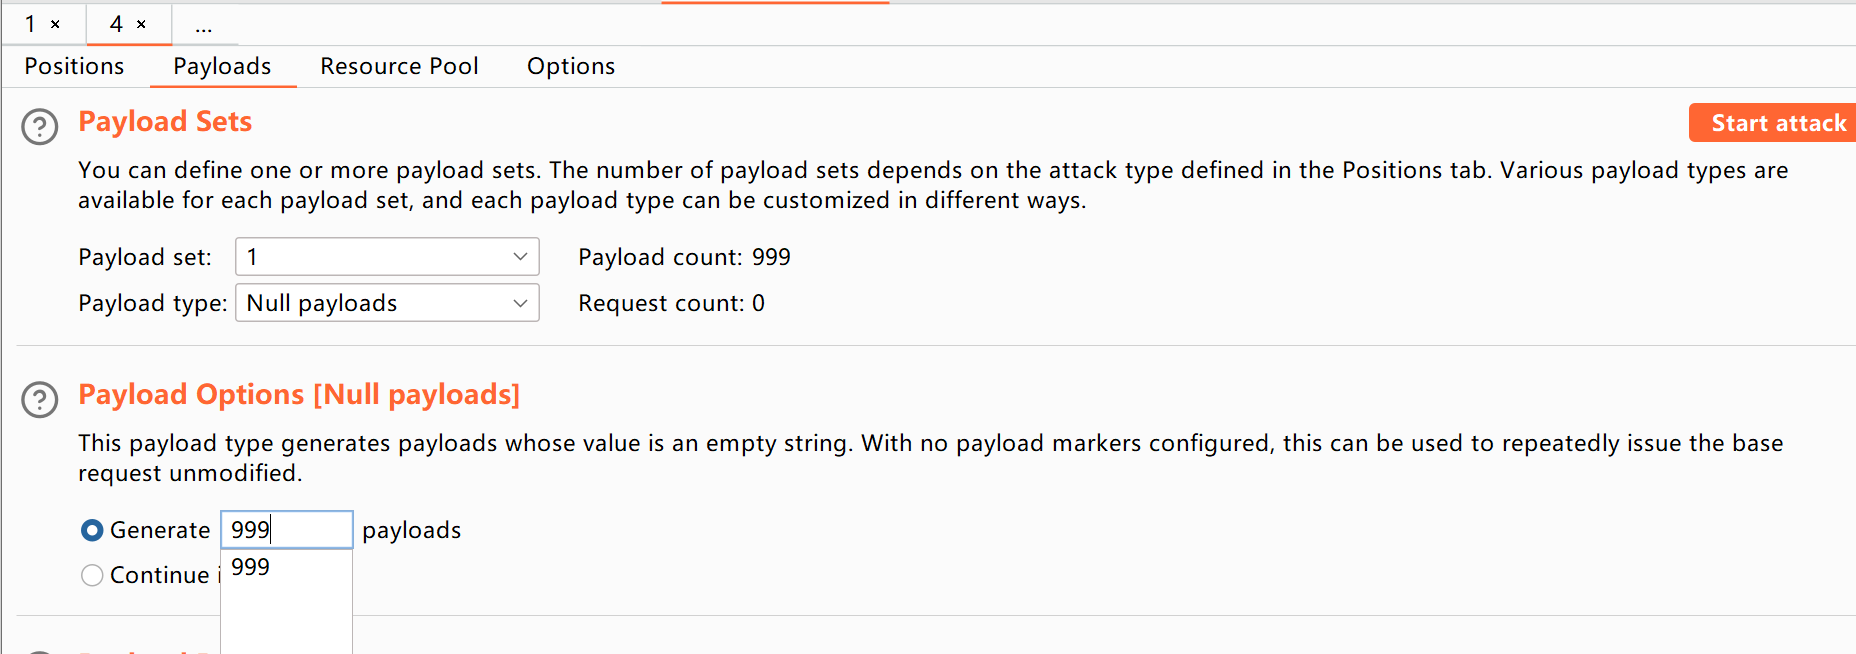 1 × 4 × ...
Positions Payloads Resource Pool Options
Payload Sets
Start attack
You can define one or more payload sets. The number of payload sets depends on the attack type defined in the Positions tab. Various payload types are
available for each payload set, and each payload type can be customized in different ways.
Payload set: 1 Payload count: 999
Payload type: Null payloads Request count: 0
Payload Options [Null payloads]
This payload type generates payloads whose value is an empty string. With no payload markers configured, this can be used to repeatedly issue the base
request unmodified.
Generate 999 payloads
Continue 999